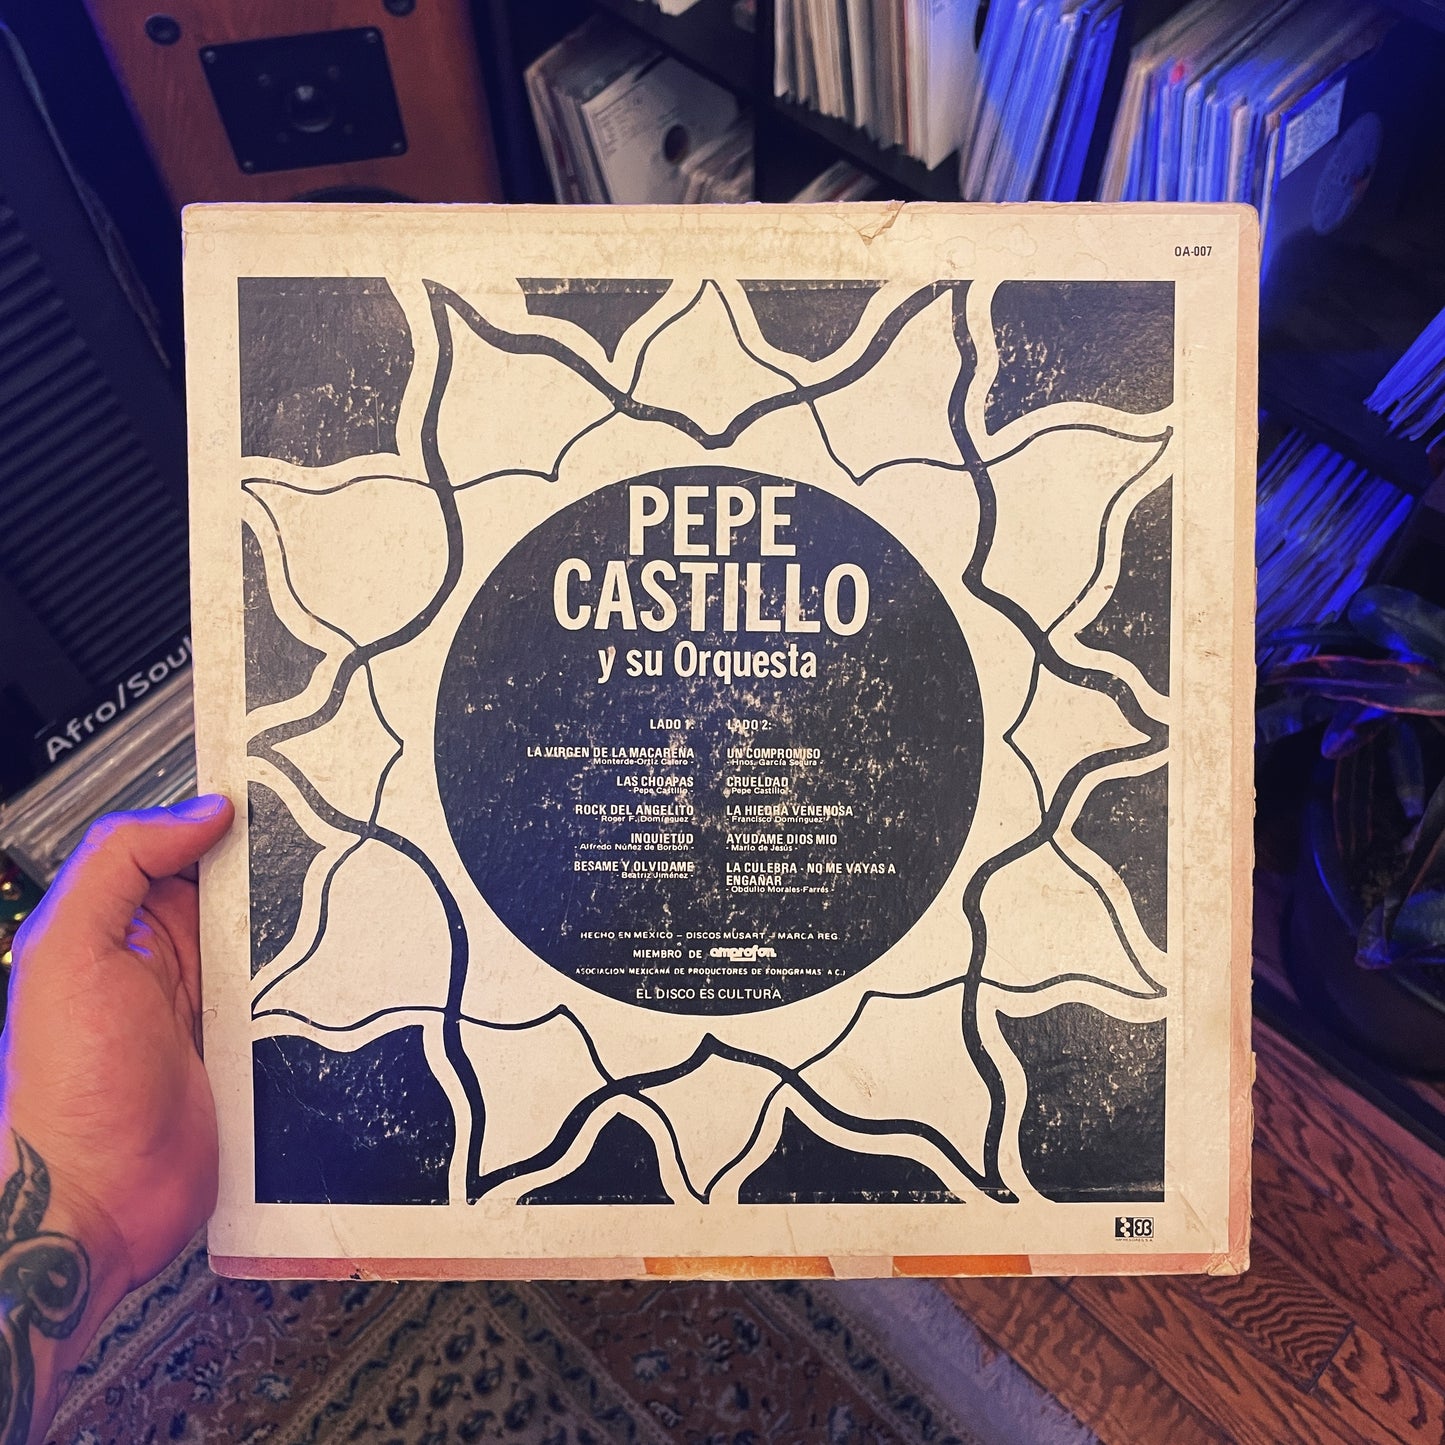 OA-007
PEPE
CASTILLO
y su Orquesta
LADO 1:
LA VIRGEN DE LA MACARENA
Monterde-Ortiz Calero -
LAS CHOAPAS
- Pepe Castillo -
ROCK DEL ANGELITO
- Roger F. Domínguez -
INQUIETUD
- Alfredo Núñez de Borbón -
BESAME Y OLVIDAME
- Beatriz Jiménez -
LADO 2:
UN COMPROMISO
- Hnos. García Segura -
CRUELDAD
- Pepe Castillo -
LA HIEDRA VENENOSA
- Francisco Domínguez -
AYUDAME DIOS MIO
- Mario de Jesús -
LA CULEBRA - NO ME VAYAS A
ENGAÑAR
- Obdulio Morales-Farrés -
HECHO EN MEXICO – DISCOS MUSART – MARCA REG.
MIEMBRO DE amprofon
ASOCIACION MEXICANA DE PRODUCTORES DE FONOGRAMAS A.C.
EL DISCO ES CULTURA
Afro/Soul